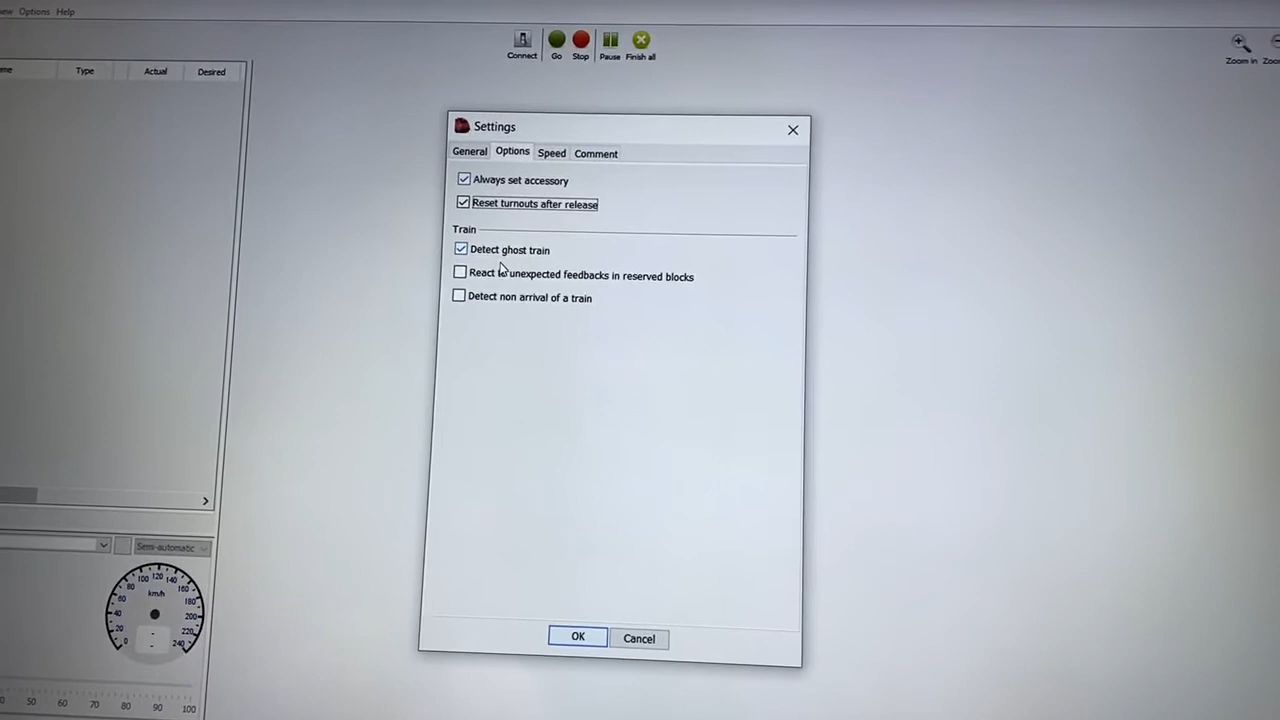 Options Help
Connect Go Stop Pause Finish all
Zoom in
Type Actual Desired
Settings
General Options Speed Comment
Always set accessory
Reset turnouts after release
Train
Detect ghost train
React to unexpected feedbacks in reserved blocks
Detect non arrival of a train
Semi-automatic
km/h
0 20 40 60 80 100 120 140 160 180 200 220 240
-
-
50 60 70 80 90 100
OK Cancel